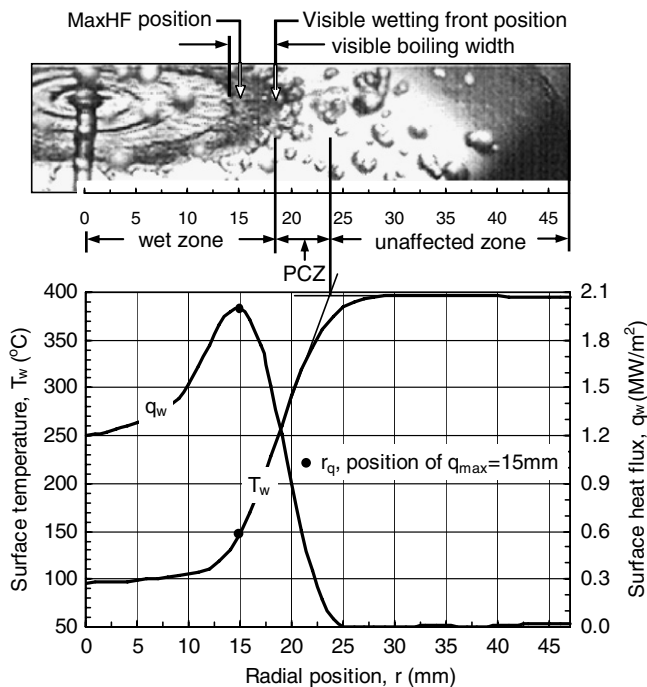 MaxHF position
Visible wetting front position
visible boiling width
0 5 10 15 20 25 30 35 40 45
wet zone
unaffected zone
PCZ
400
350
300
250
200
150
100
50
Surface temperature, Tw (°C)
qw
Tw
rq, position of qmax=15mm
2.1
1.8
1.5
1.2
0.9
0.6
0.3
0.0
Surface heat flux, qw (MW/m²)
0 5 10 15 20 25 30 35 40 45
Radial position, r (mm)